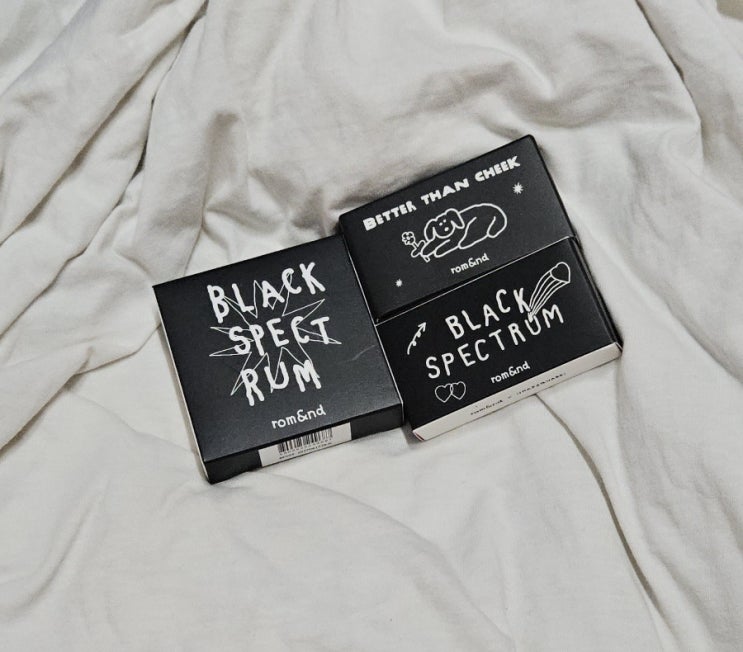 BLACK
SPECT
RUM
rom&nd
BETTER THAN CHEEK
rom&nd
BLACK
SPECTRUM
rom&nd